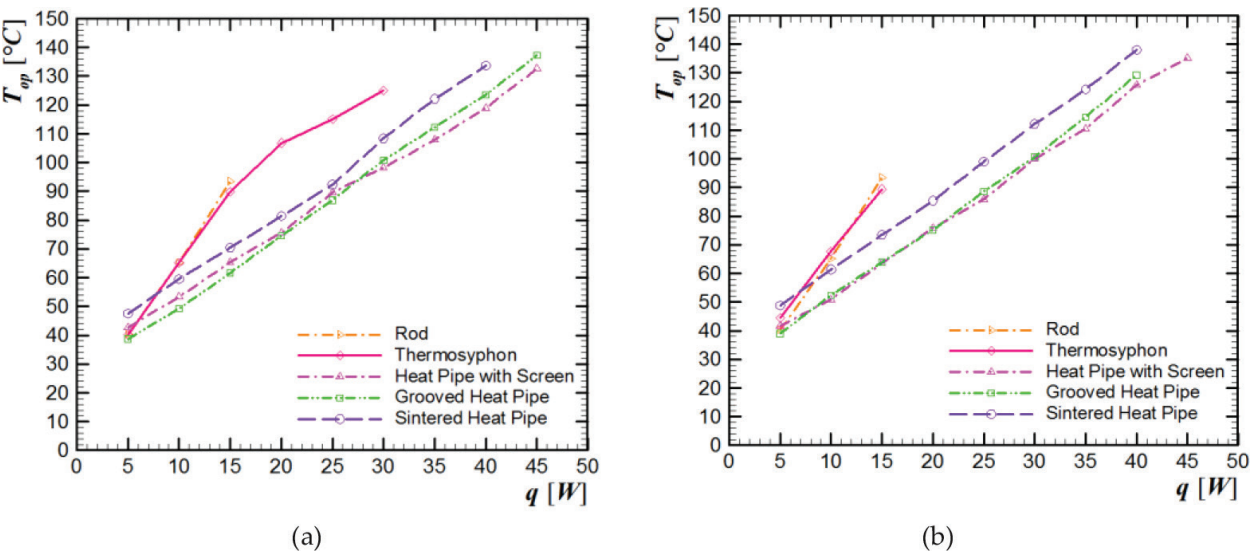 150
140
130
120
110
100
90
80
70
60
50
40
30
20
10
0
T_op [°C]
Rod
Thermosyphon
Heat Pipe with Screen
Grooved Heat Pipe
Sintered Heat Pipe
0 5 10 15 20 25 30 35 40 45 50
q [W]
(a)
150
140
130
120
110
100
90
80
70
60
50
40
30
20
10
0
T_op [°C]
Rod
Thermosyphon
Heat Pipe with Screen
Grooved Heat Pipe
Sintered Heat Pipe
0 5 10 15 20 25 30 35 40 45 50
q [W]
(b)